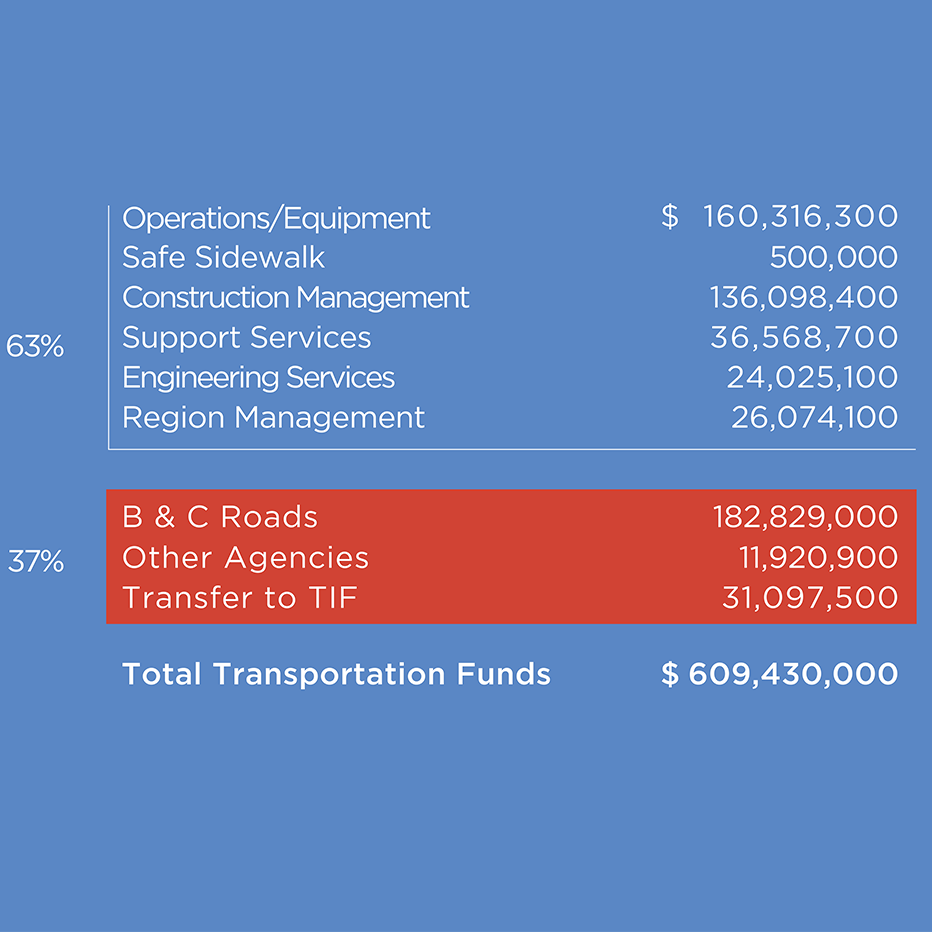 Operations/Equipment $ 160,316,300
Safe Sidewalk 500,000
Construction Management 136,098,400
63% Support Services 36,568,700
Engineering Services 24,025,100
Region Management 26,074,100
B & C Roads 182,829,000
37% Other Agencies 11,920,900
Transfer to TIF 31,097,500
Total Transportation Funds $ 609,430,000